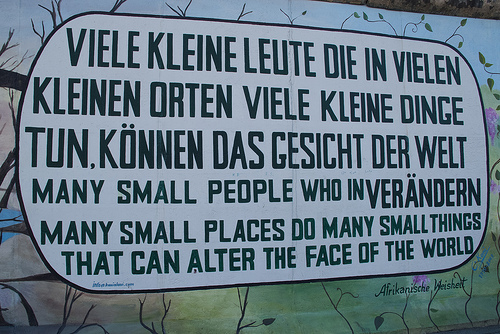 VIELE KLEINE LEUTE DIE IN VIELEN
KLEINEN ORTEN VIELE KLEINE DINGE
TUN, KÖNNEN DAS GESICHT DER WELT
VERÄNDERN
MANY SMALL PEOPLE WHO IN
MANY SMALL PLACES DO MANY SMALL THINGS
THAT CAN ALTER THE FACE OF THE WORLD
Afrikanische Weisheit